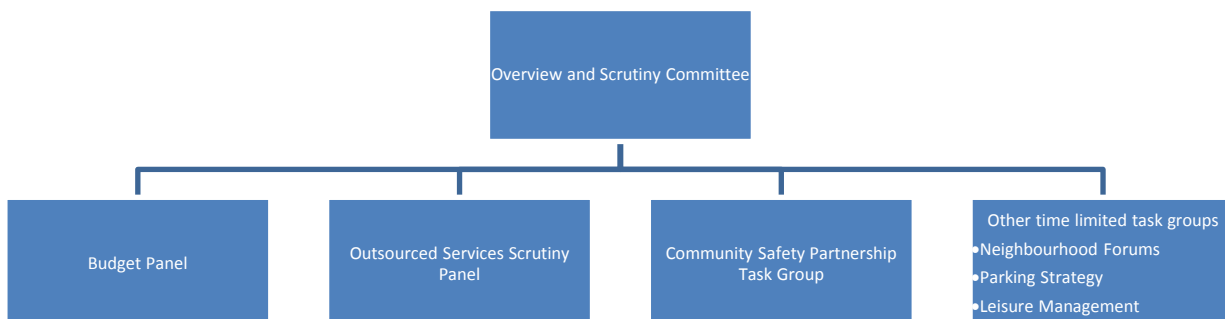 Overview and Scrutiny Committee
Budget Panel
Outsourced Services Scrutiny
Panel
Community Safety Partnership
Task Group
Other time limited task groups
•Neighbourhood Forums
•Parking Strategy
•Leisure Management